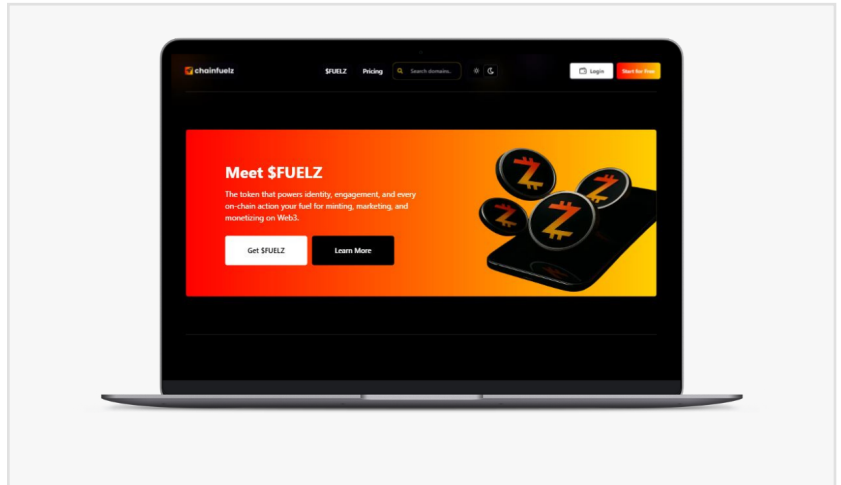 chainfuelz
$FUELZ
Pricing
Search domains..
Login
Start for Free
Meet $FUELZ
The token that powers identity, engagement, and every
on-chain action your fuel for minting, marketing, and
monetizing on Web3.
Get $FUELZ
Learn More